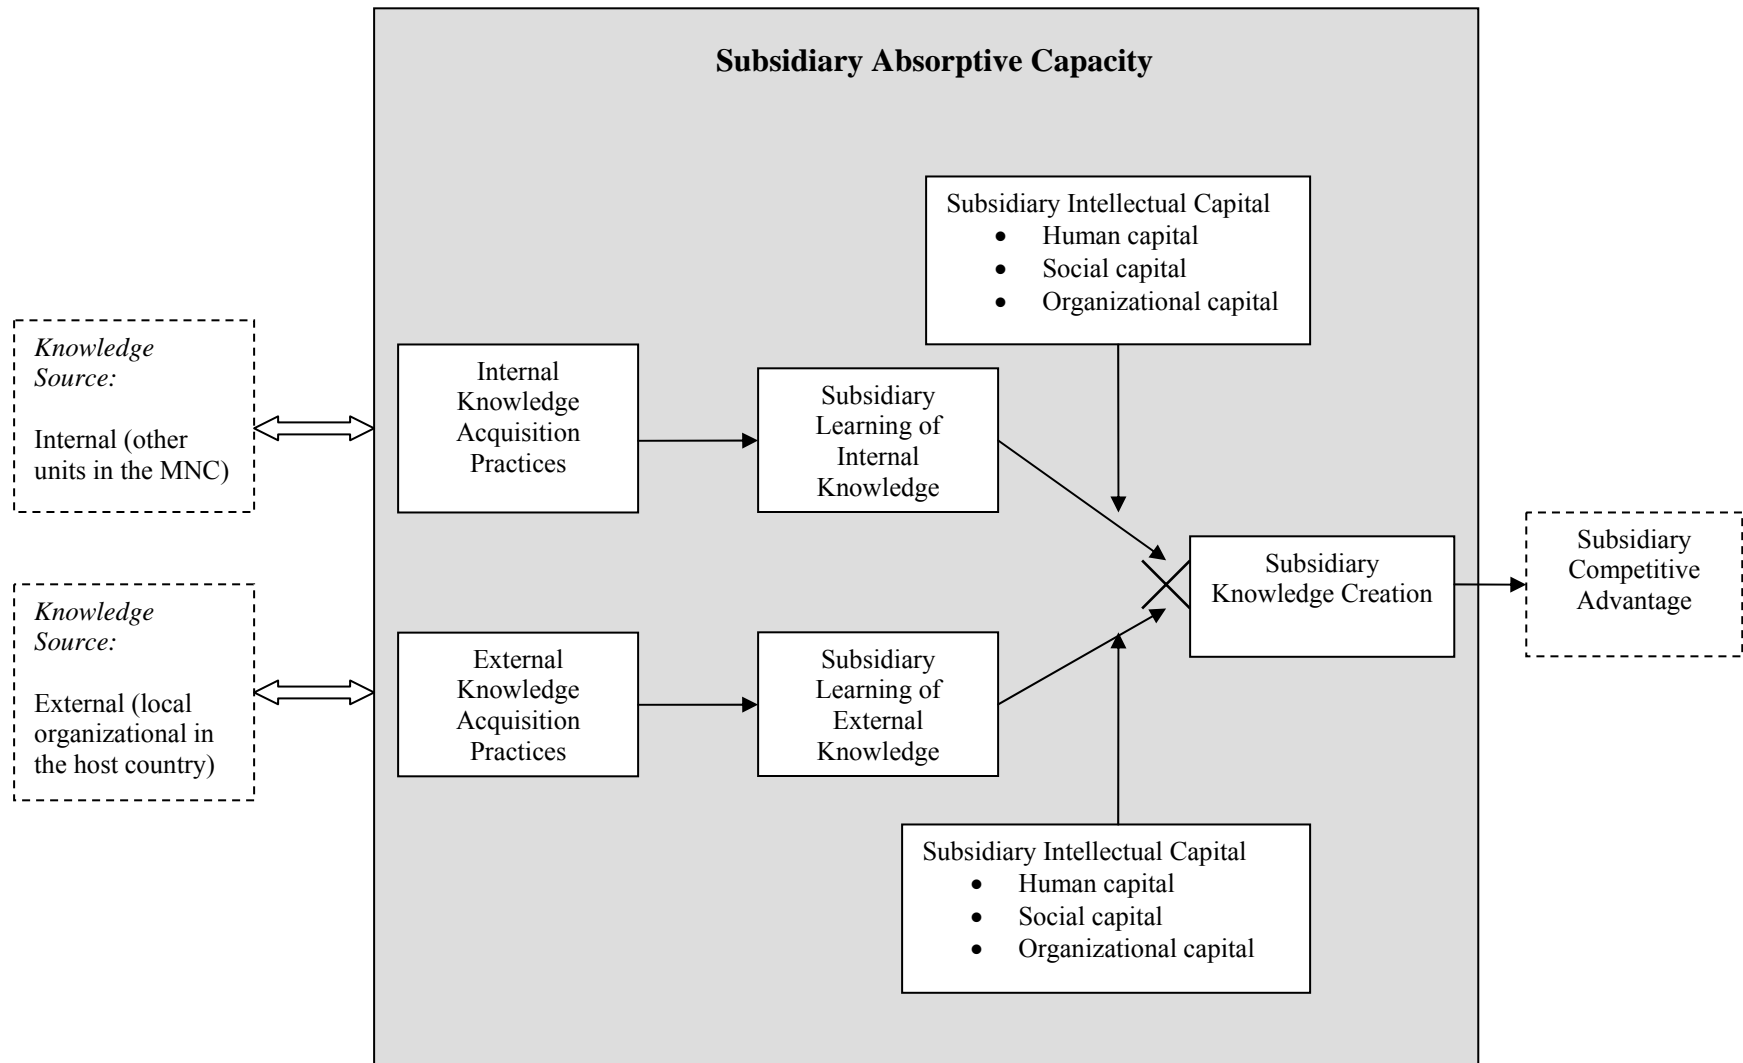 Subsidiary Absorptive Capacity
Knowledge
Source:
Internal (other
units in the MNC)
Internal
Knowledge
Acquisition
Practices
Subsidiary
Learning of
Internal
Knowledge
Subsidiary Intellectual Capital
• Human capital
• Social capital
• Organizational capital
Knowledge
Source:
External (local
organizational in
the host country)
External
Knowledge
Acquisition
Practices
Subsidiary
Learning of
External
Knowledge
Subsidiary Intellectual Capital
• Human capital
• Social capital
• Organizational capital
Subsidiary
Knowledge Creation
Subsidiary
Competitive
Advantage